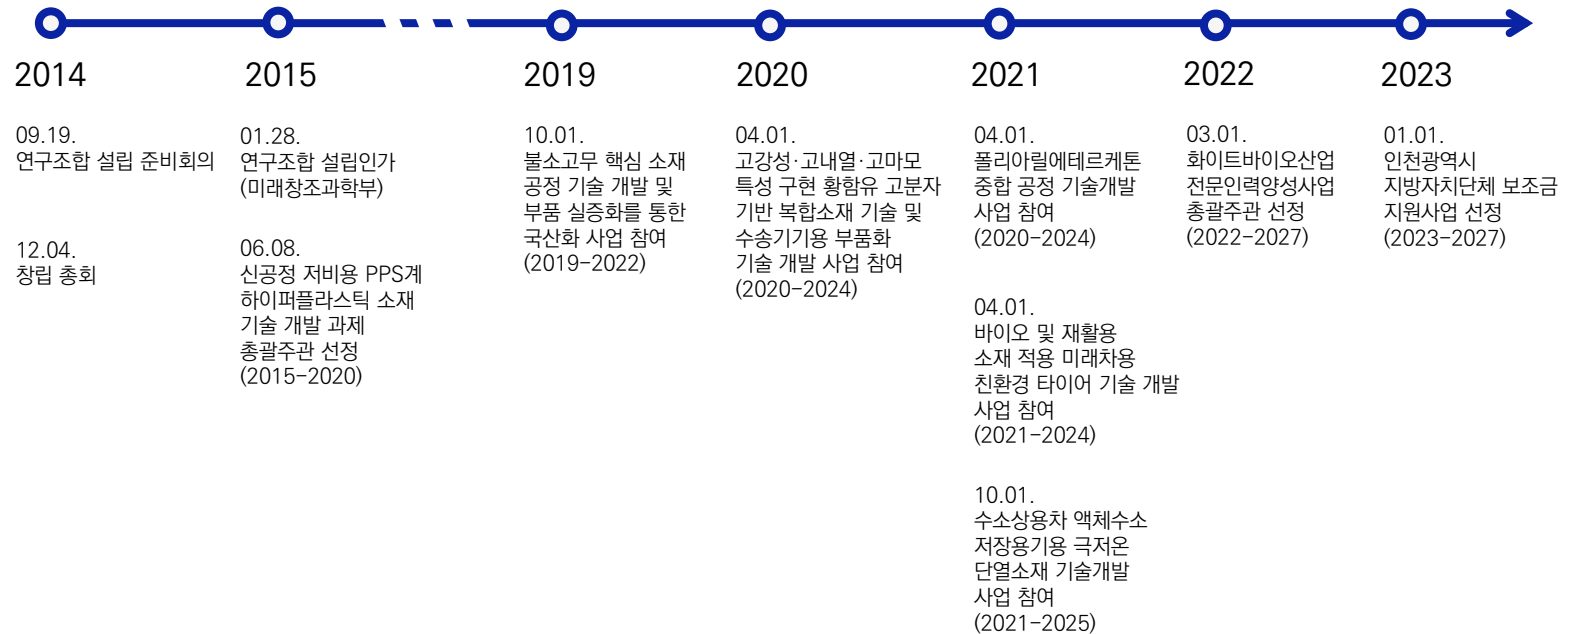 2014
09.19.
연구조합 설립 준비회의
12.04.
창립 총회
2015
01.28.
연구조합 설립인가
(미래창조과학부)
06.08.
신공정 저비용 PPS계
하이퍼플라스틱 소재
기술 개발 과제
총괄주관 선정
(2015-2020)
2019
10.01.
불소고무 핵심 소재
공정 기술 개발 및
부품 실증화를 통한
국산화 사업 참여
(2019-2022)
2020
04.01.
고강성·고내열·고마모
특성 구현 황함유 고분자
기반 복합소재 기술 및
수송기기용 부품화
기술 개발 사업 참여
(2020-2024)
2021
04.01.
폴리아릴에테르케톤
중합 공정 기술개발
사업 참여
(2020-2024)
04.01.
바이오 및 재활용
소재 적용 미래차용
친환경 타이어 기술 개발
사업 참여
(2021-2024)
10.01.
수소상용차 액체수소
저장용기용 극저온
단열소재 기술개발
사업 참여
(2021-2025)
2022
03.01.
화이트바이오산업
전문인력양성사업
총괄주관 선정
(2022-2027)
2023
01.01.
인천광역시
지방자치단체 보조금
지원사업 선정
(2023-2027)